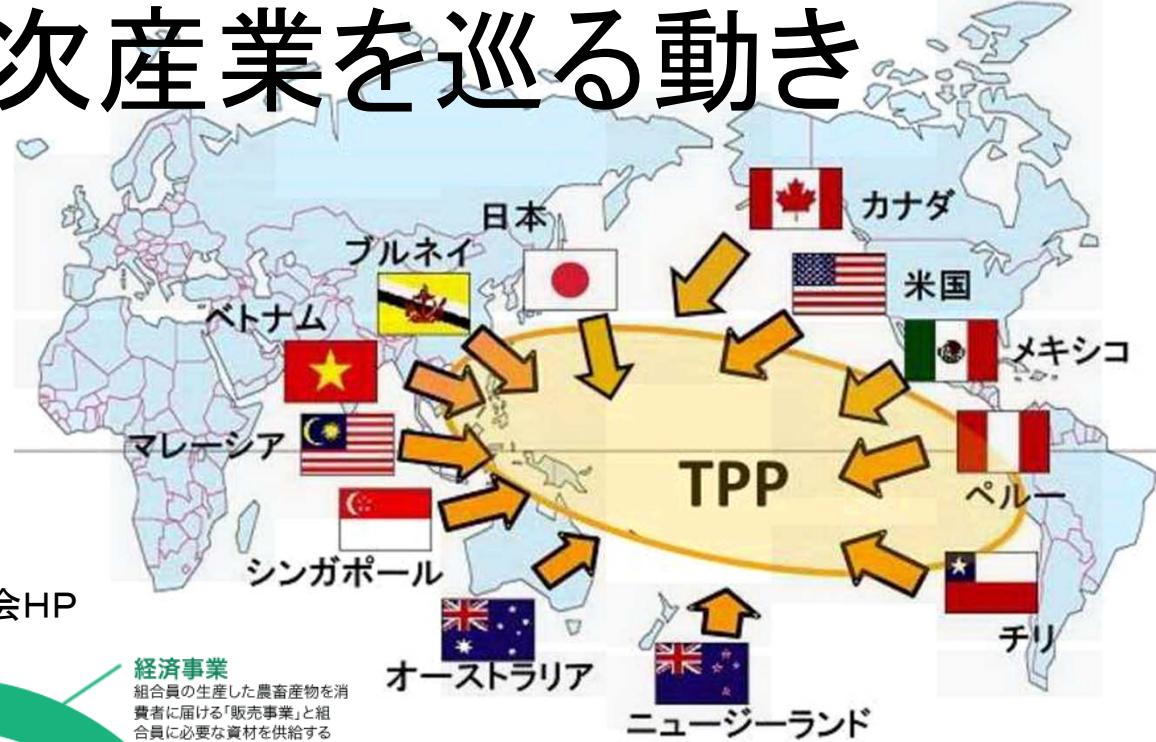 次産業を巡る動き
カナダ
日本
ブルネイ
米国
ベトナム
メキシコ
マレーシア
TPP
ペルー
シンガポール
会HP
チリ
オーストラリア
ニュージーランド
経済事業
組合員の生産した農畜産物を消
費者に届ける「販売事業」と組
合員に必要な資材を供給する